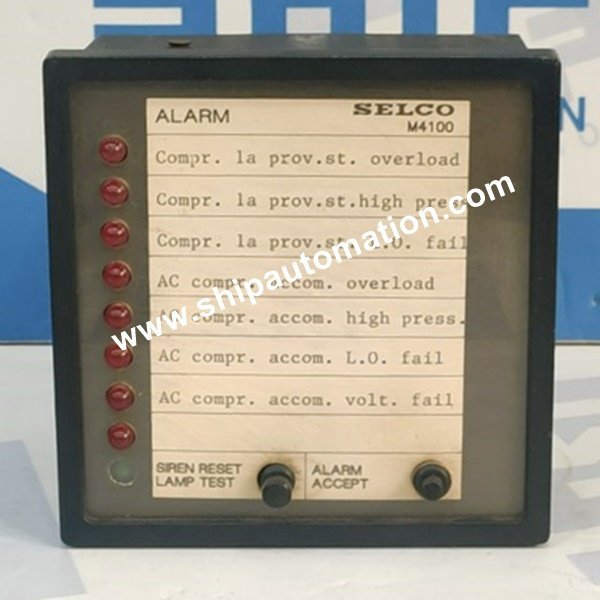 ALARM SELCO
M4100
Compr. la prov.st. overload
Compr. la prov.st.high press.
Compr. la prov.st. L.O. fail
AC compr. accom. overload
AC compr. accom. high press.
AC compr. accom. L.O. fail
AC compr. accom. volt. fail
SIREN RESET
LAMP TEST
ALARM
ACCEPT
www.shipautomation.com